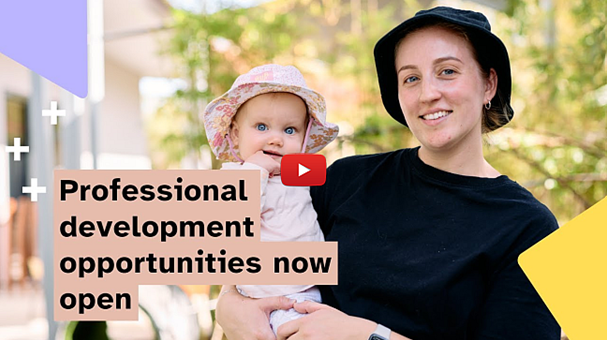 Professional
development
opportunities now
open